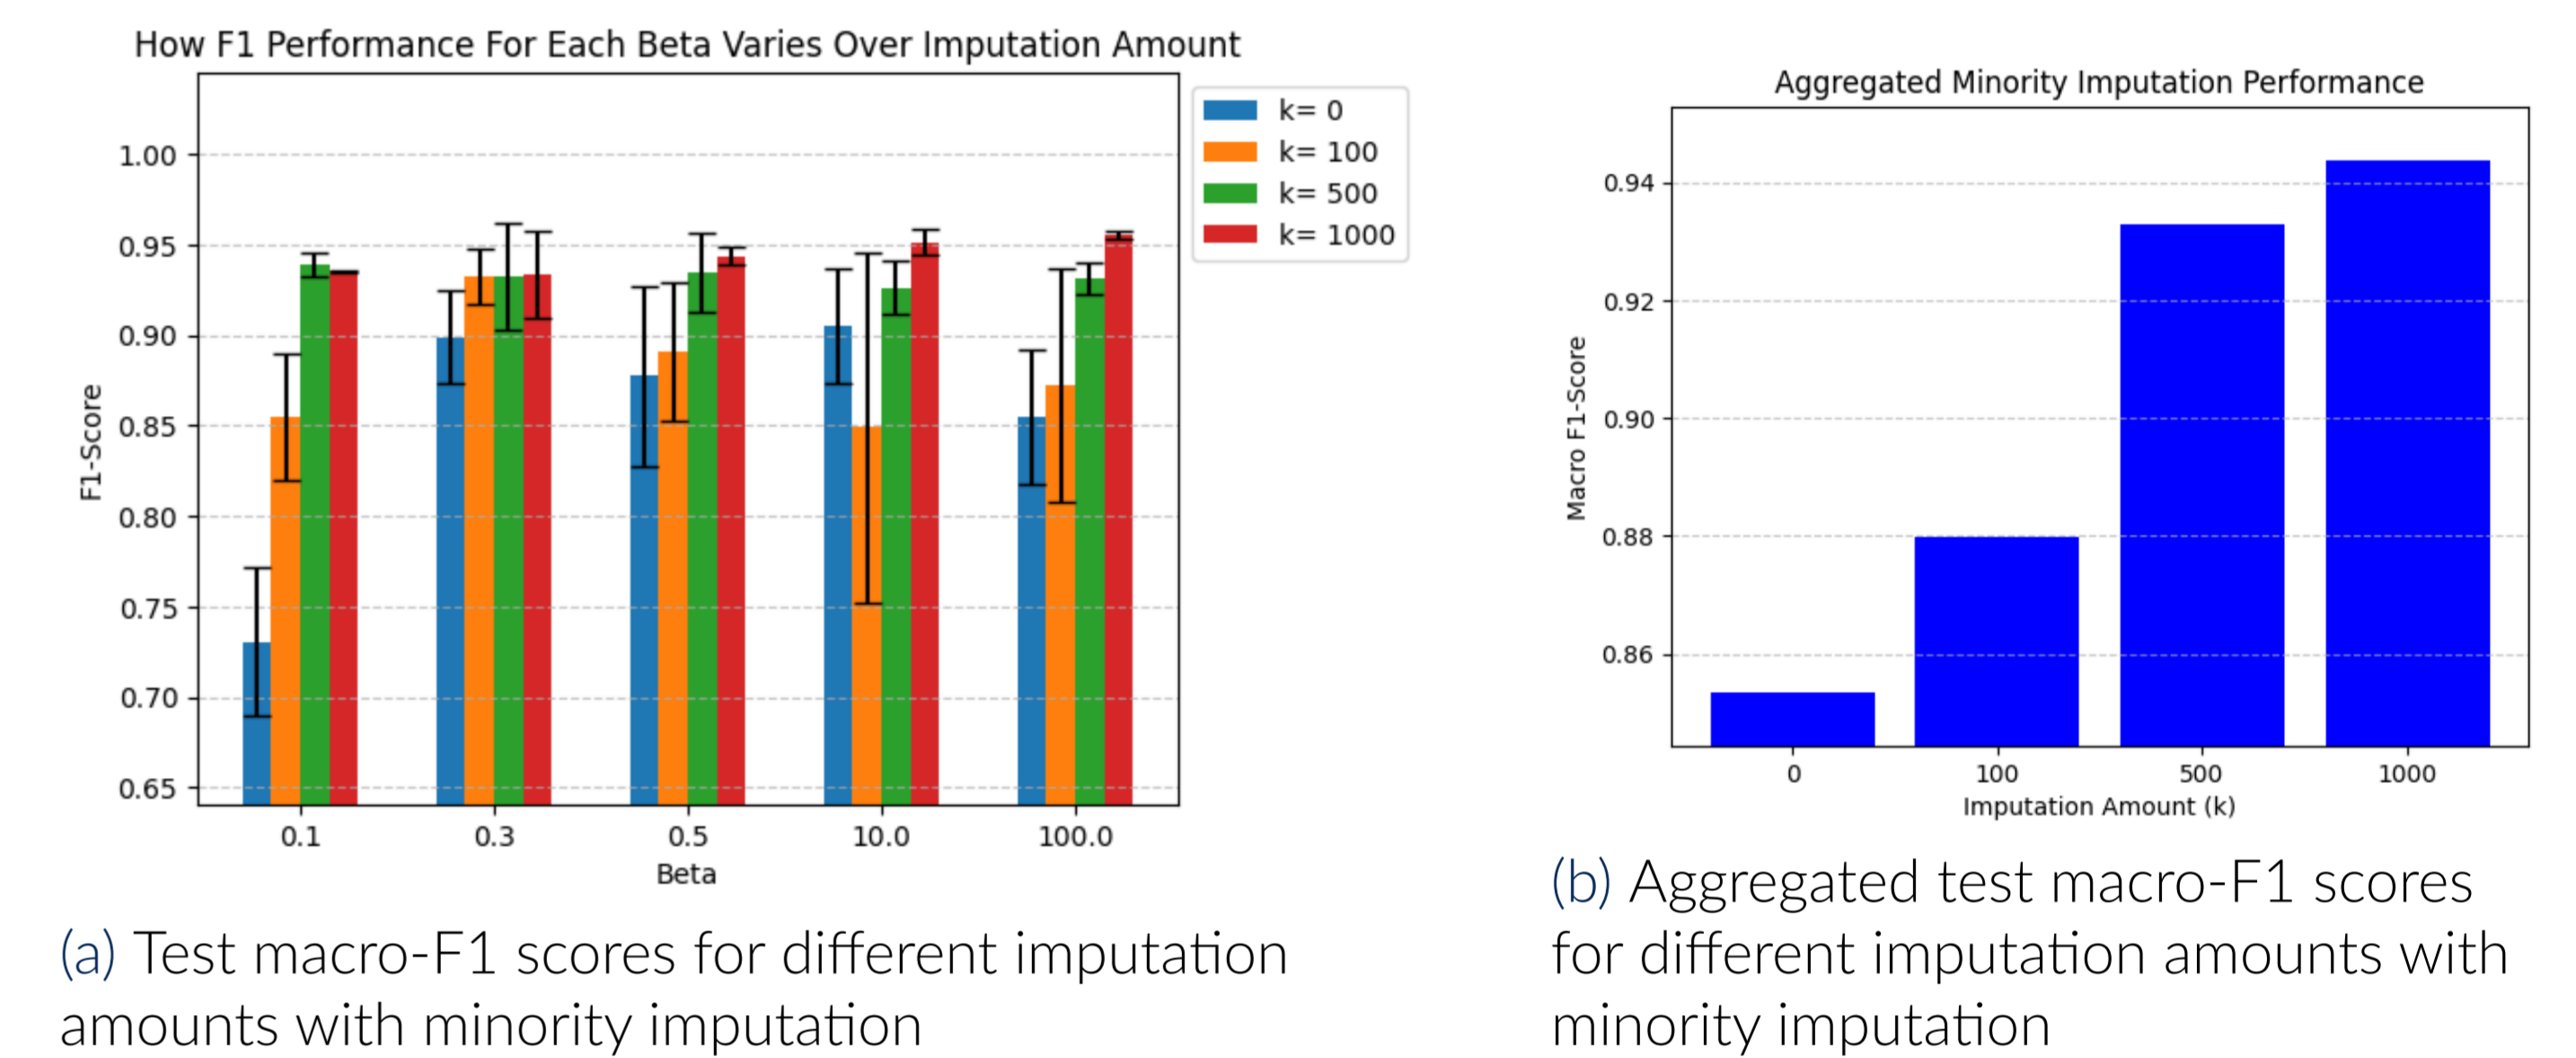 How F1 Performance For Each Beta Varies Over Imputation Amount
1.00
0.95
0.90
0.85
0.80
0.75
0.70
0.65
F1-Score
0.1
0.3
0.5
10.0
100.0
Beta
k= 0
k= 100
k= 500
k= 1000
(a) Test macro-F1 scores for different imputation
amounts with minority imputation
Aggregated Minority Imputation Performance
0.94
0.92
0.90
0.88
0.86
Macro F1-Score
0
100
500
1000
Imputation Amount (k)
(b) Aggregated test macro-F1 scores
for different imputation amounts with
minority imputation